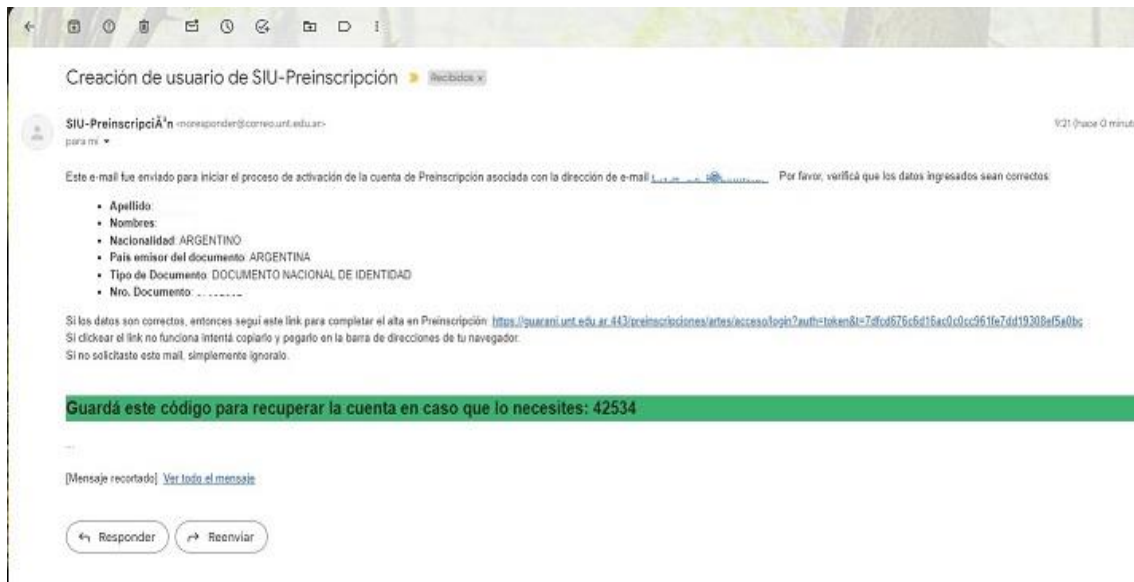 Creación de usuario de SIU-Preinscripción Recibidos x
SIU-PreinscripciÃ³n <noresponder@correo.unt.edu.ar>
9:21 (hace 0 minut
para mí
Este e-mail fue enviado para iniciar el proceso de activación de la cuenta de Preinscripción asociada con la dirección de e-mail Por favor, verificá que los datos ingresados sean correctos:
• Apellido:
• Nombres:
• Nacionalidad: ARGENTINO
• País emisor del documento: ARGENTINA
• Tipo de Documento: DOCUMENTO NACIONAL DE IDENTIDAD
• Nro. Documento:
Si los datos son correctos, entonces seguí este link para completar el alta en Preinscripción: https://guarani.unt.edu.ar:443/preinscripciones/artes/acceso/login?auth=token&t=7dfcd676c6d16ac0c0cc961fe7dd19308ef5a0bc
Si clickear el link no funciona intentá copiarlo y pegarlo en la barra de direcciones de tu navegador.
Si no solicitaste este mail, simplemente ignoralo.
Guardá este código para recuperar la cuenta en caso que lo necesites: 42534
...
[Mensaje recortado] Ver todo el mensaje
Responder Reenviar